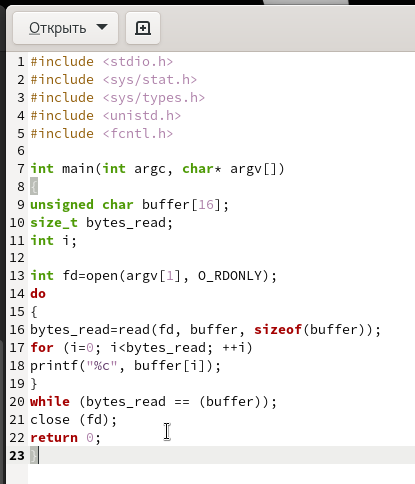 Открыть
1 #include <stdio.h>
2 #include <sys/stat.h>
3 #include <sys/types.h>
4 #include <unistd.h>
5 #include <fcntl.h>
6
7 int main(int argc, char* argv[])
8 {
9 unsigned char buffer[16];
10 size_t bytes_read;
11 int i;
12
13 int fd=open(argv[1], O_RDONLY);
14 do
15 {
16 bytes_read=read(fd, buffer, sizeof(buffer));
17 for (i=0; i<bytes_read; ++i)
18 printf("%c", buffer[i]);
19 }
20 while (bytes_read == (buffer));
21 close (fd);
22 return 0;
23 }